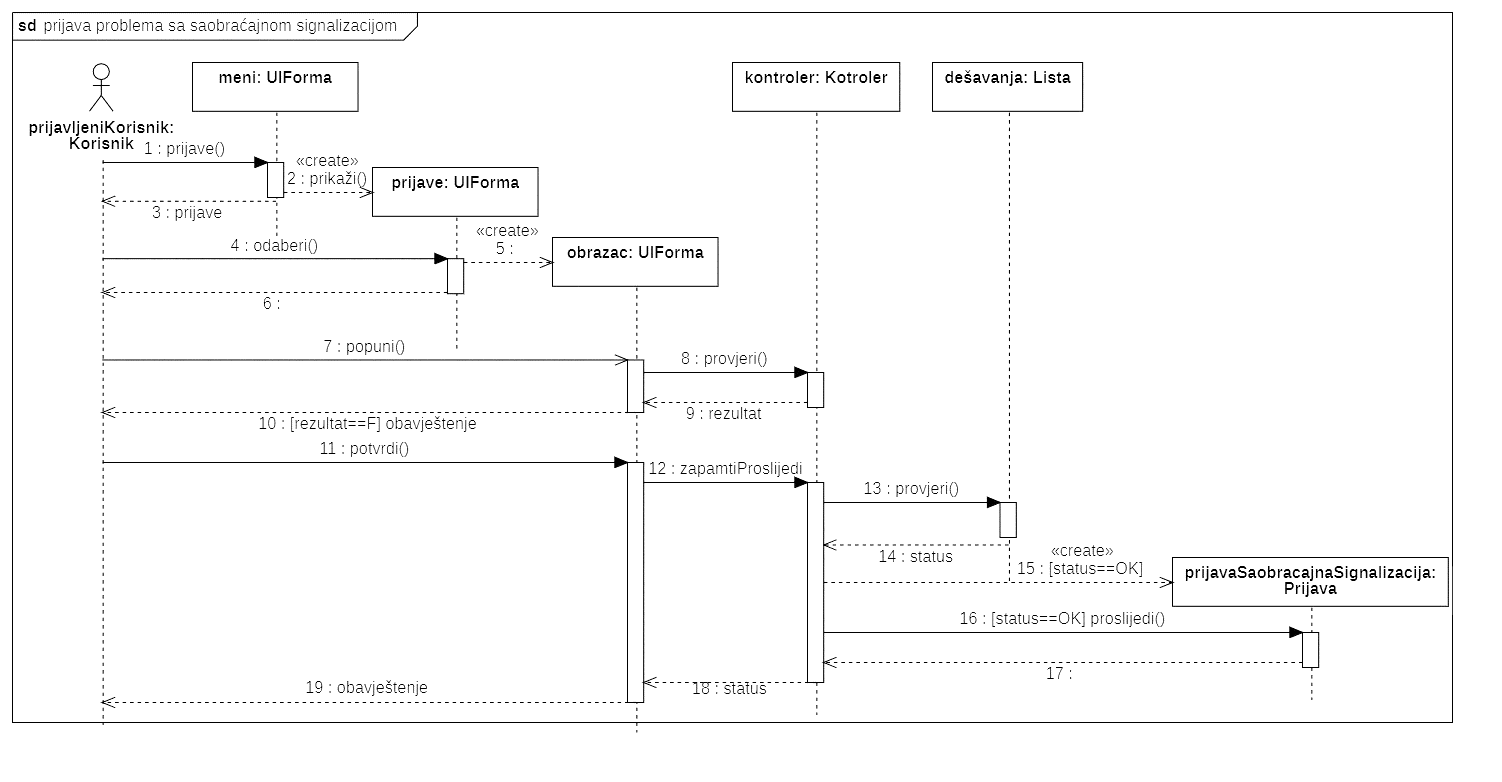 sd prijava problema sa saobraćajnom signalizacijom
meni: UIForma
kontroler: Kotroler
dešavanja: Lista
prijavljeniKorisnik:
Korisnik
1 : prijave()
«create»
2 : prikaži()
prijave: UIForma
3 : prijave
«create»
4 : odaberi()
5 :
obrazac: UIForma
6 :
7 : popuni()
8 : provjeri()
9 : rezultat
10 : [rezultat==F] obavještenje
11 : potvrdi()
12 : zapamtiProslijedi
13 : provjeri()
14 : status
«create»
15 : [status==OK]
prijavaSaobracajnaSignalizacija:
Prijava
16 : [status==OK] proslijedi()
17 :
18 : status
19 : obavještenje